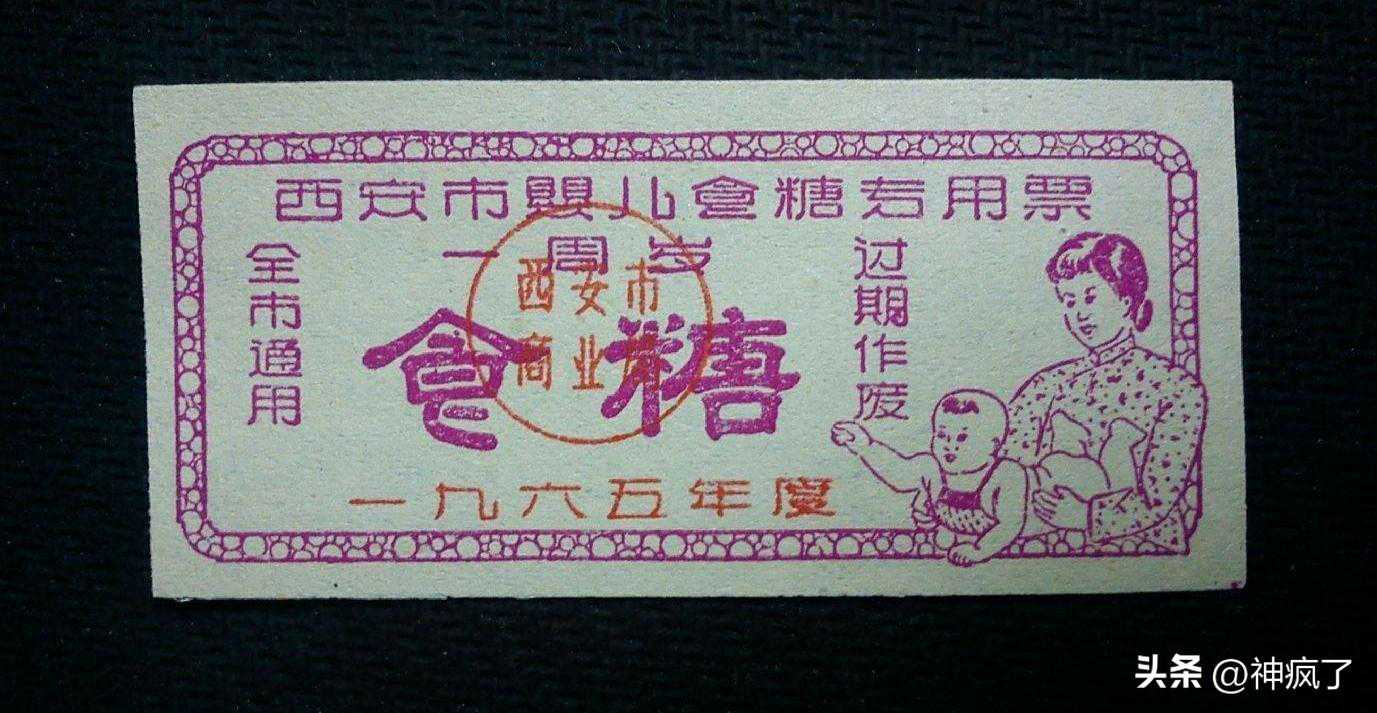 西安市嬰儿食糖专用票
一周岁
全市通用
过期作废
食糖
西安市
商业局
一九六五年度
头条 @神疯了